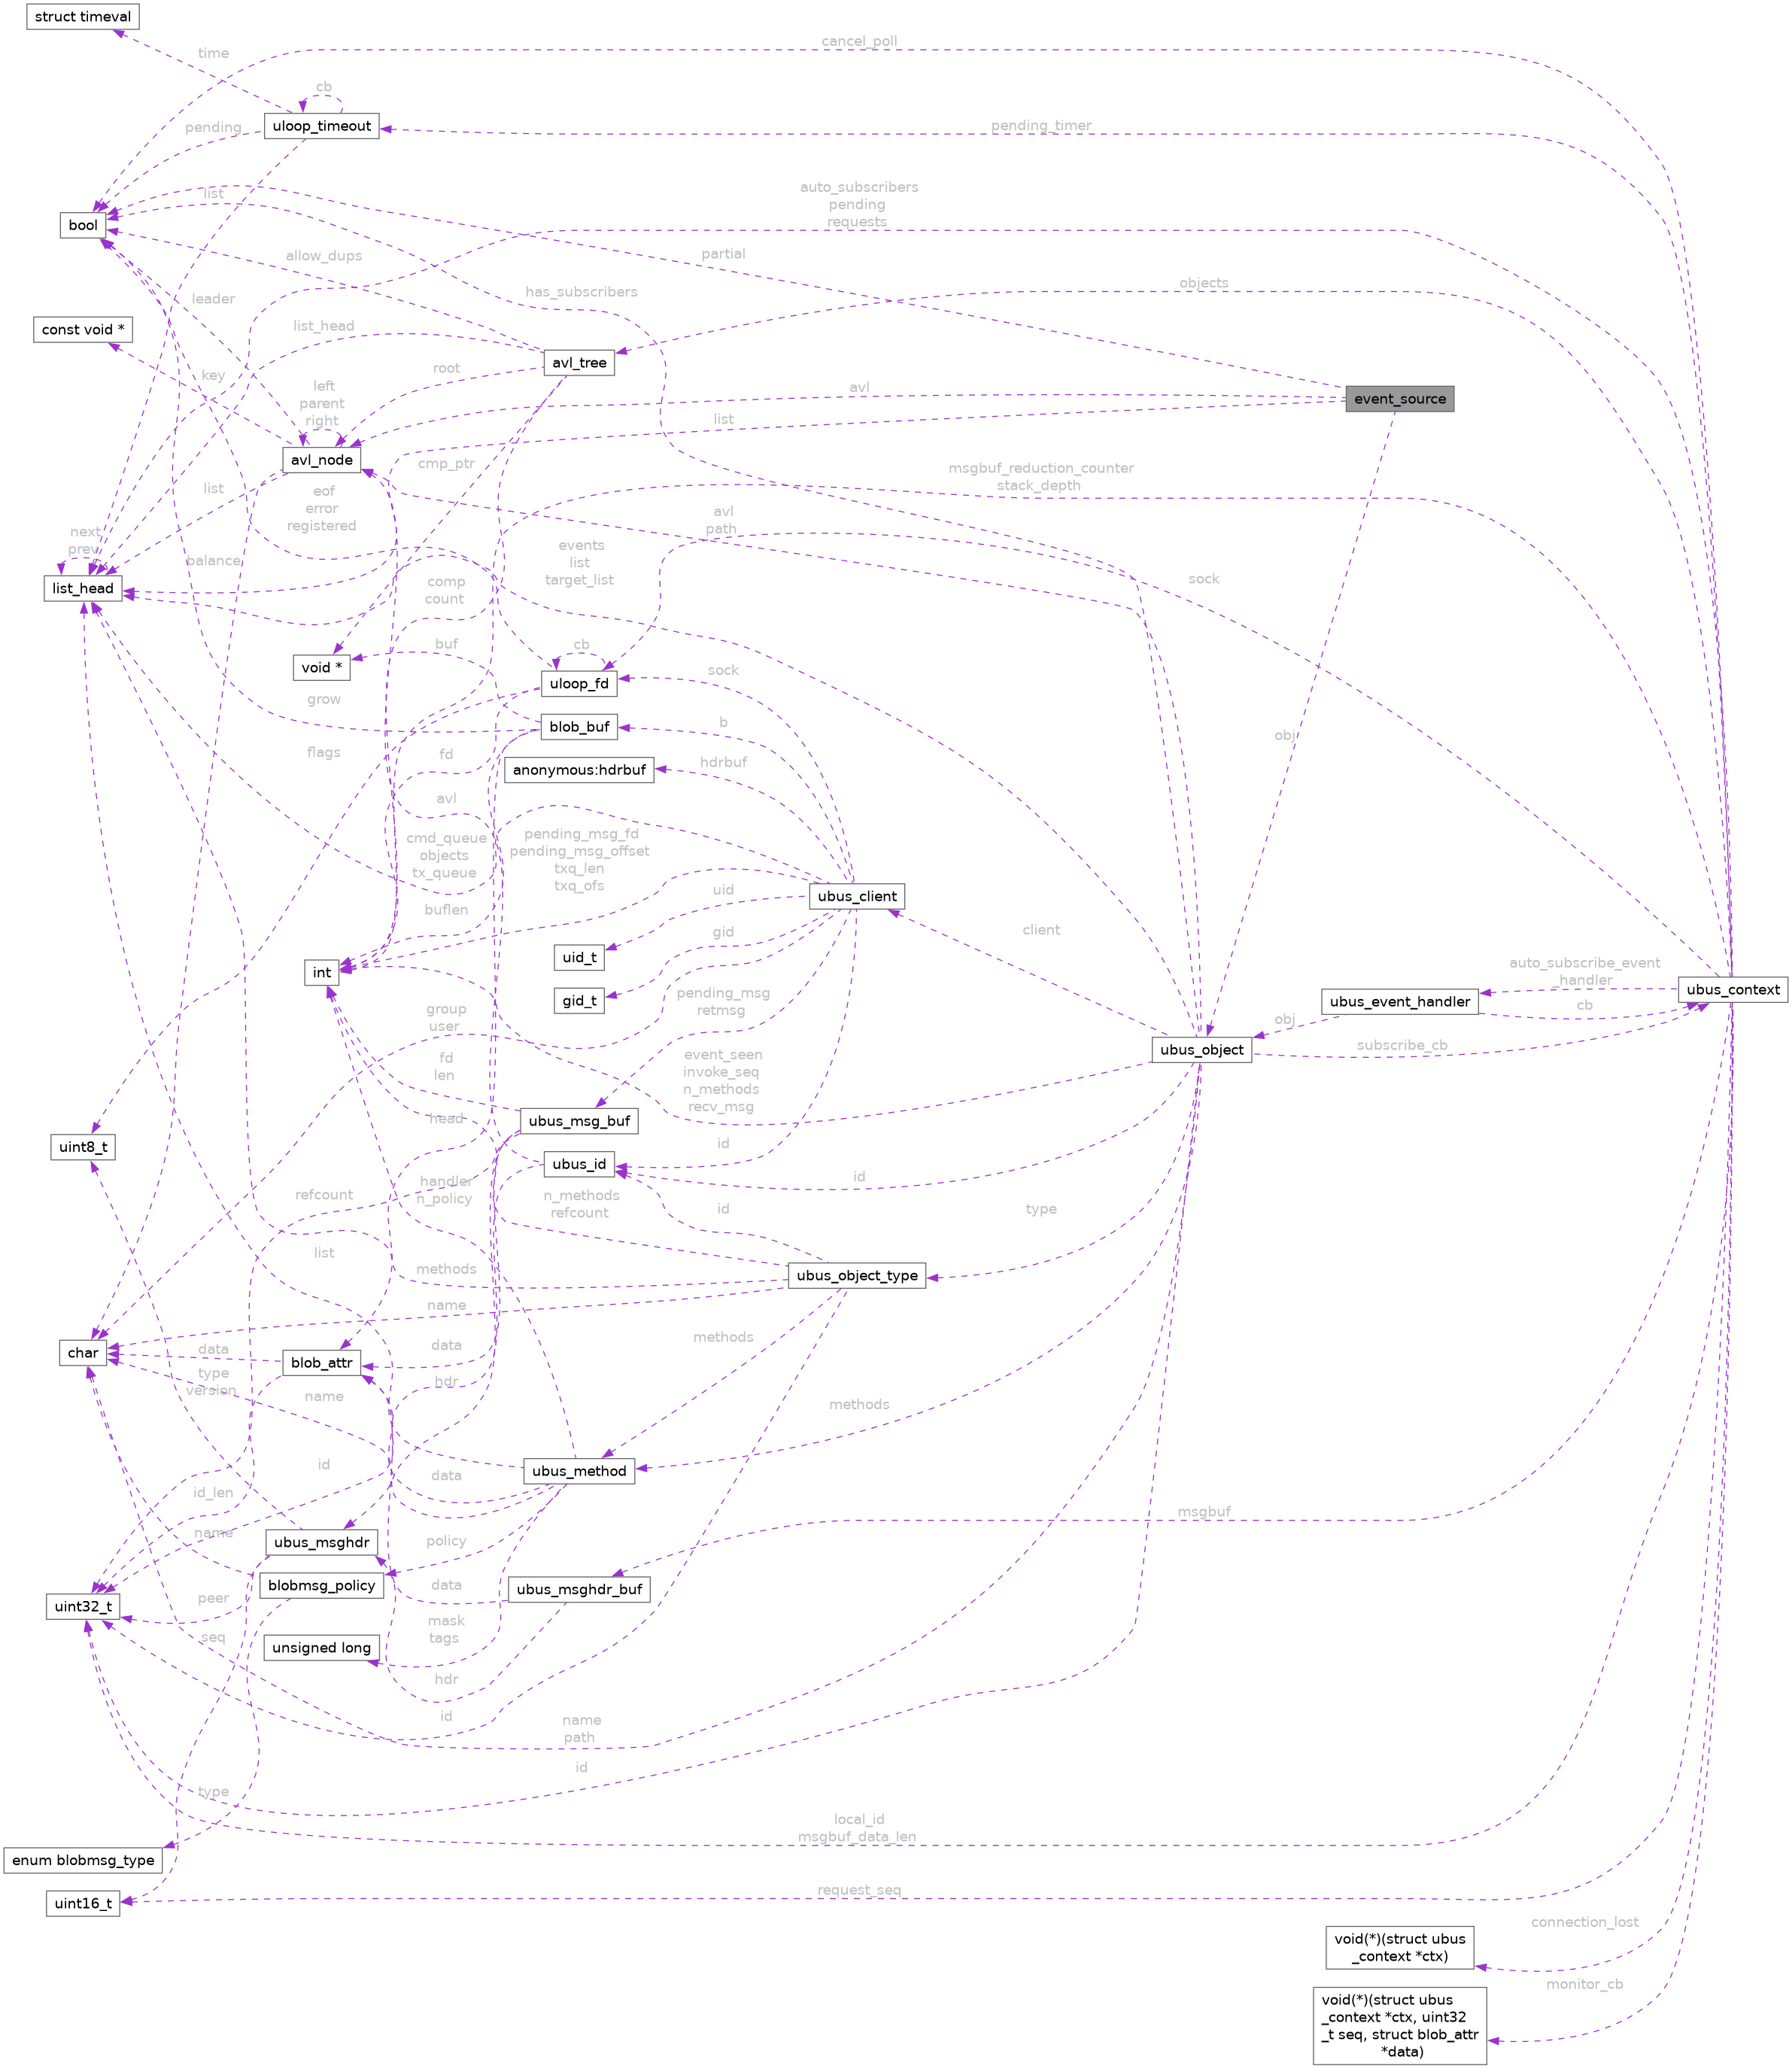 struct timeval
cancel_poll
time
cb
uloop_timeout
pending
pending_timer
list
auto_subscribers
pending
requests
bool
partial
allow_dups
objects
leader
has_subscribers
const void *
list_head
avl_tree
root
key
left
parent
right
avl
event_source
list
avl_node
cmp_ptr
msgbuf_reduction_counter
stack_depth
list
eof
error
registered
avl
path
next
prev
balance
events
list
target_list
sock
list_head
comp
count
buf
cb
void *
sock
uloop_fd
grow
b
blob_buf
obj
flags
fd
hdrbuf
anonymous:hdrbuf
avl
cmd_queue
objects
tx_queue
pending_msg_fd
pending_msg_offset
txq_len
txq_ofs
uid
ubus_client
buflen
client
gid
uid_t
int
auto_subscribe_event
_handler
ubus_context
gid_t
pending_msg
retmsg
ubus_event_handler
cb
group
user
obj
ubus_object
subscribe_cb
fd
len
event_seen
invoke_seq
n_methods
recv_msg
head
ubus_msg_buf
uint8_t
id
ubus_id
id
refcount
handler
n_policy
n_methods
refcount
id
type
list
methods
ubus_object_type
name
methods
char
data
blob_attr
data
type
version
hdr
name
methods
id
data
ubus_method
id_len
name
ubus_msghdr
policy
msgbuf
blobmsg_policy
data
ubus_msghdr_buf
peer
uint32_t
seq
unsigned long
mask
tags
hdr
id
name
path
id
type
local_id
msgbuf_data_len
enum blobmsg_type
request_seq
uint16_t
connection_lost
void(*)(struct ubus
_context *ctx)
monitor_cb
void(*)(struct ubus
_context *ctx, uint32
_t seq, struct blob_attr
*data)